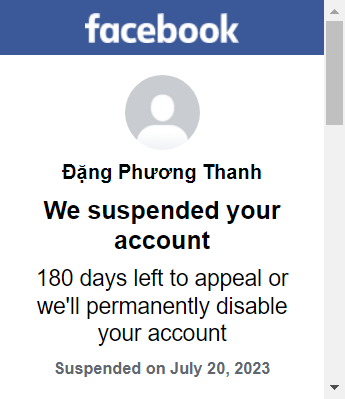 facebook
Đặng Phương Thanh
We suspended your
account
180 days left to appeal or
we'll permanently disable
your account
Suspended on July 20, 2023